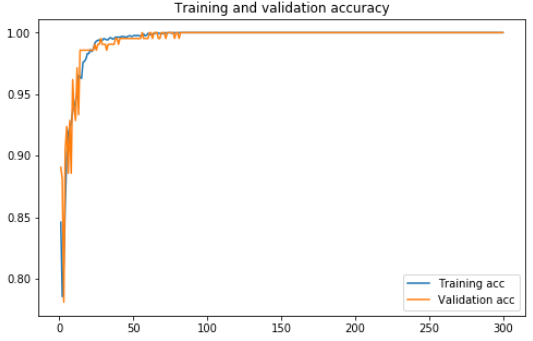 Training and validation accuracy
1.00
0.95
0.90
0.85
0.80
Training acc
Validation acc
0 50 100 150 200 250 300